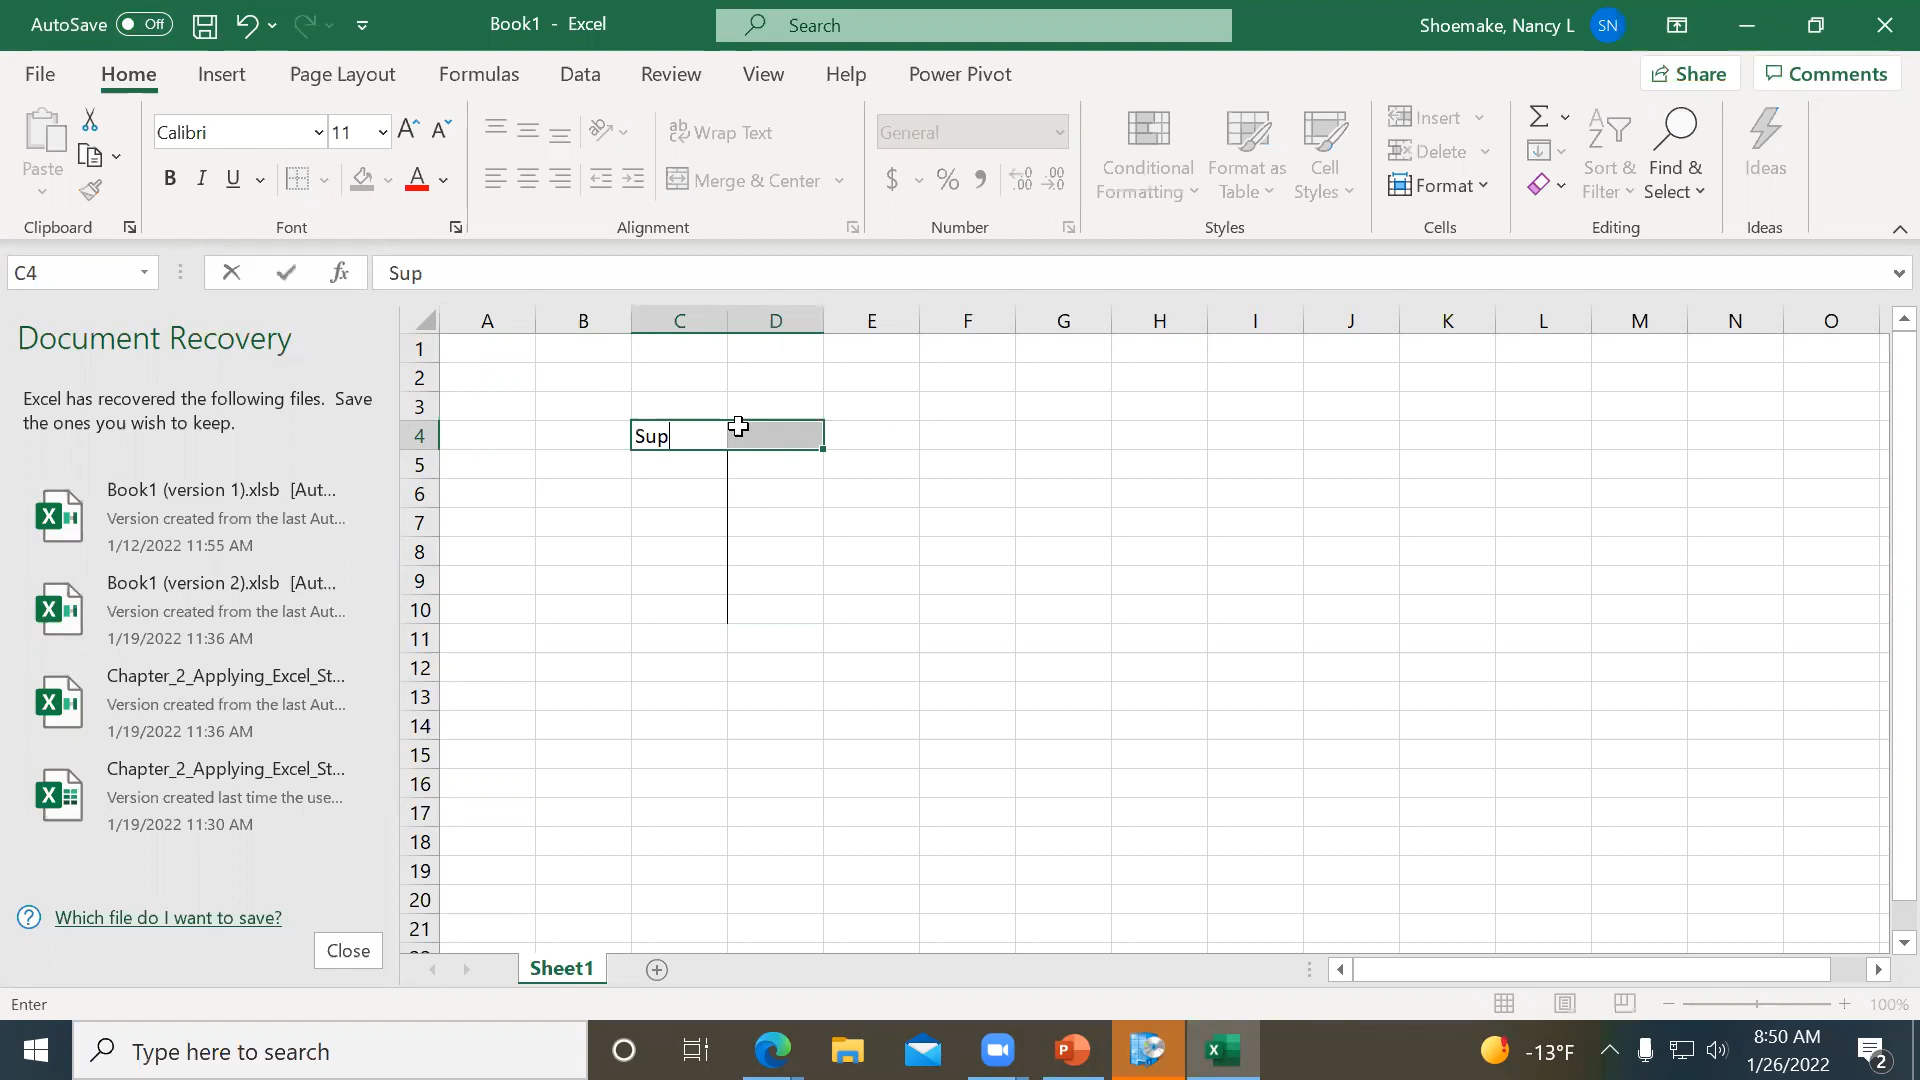 AutoSave Off
Book1 - Excel
Search
Shoemake, Nancy L SN
File Home Insert Page Layout Formulas Data Review View Help Power Pivot
Share Comments
Paste
Calibri 11
B I U A
ab Wrap Text
Merge & Center
General
$ % 9
Conditional Formatting
Format as Table
Cell Styles
Insert
Delete
Format
Sort & Filter
Find & Select
Ideas
Clipboard Font Alignment Number Styles Cells Editing Ideas
C4 fx Sup
Document Recovery
Excel has recovered the following files. Save
the ones you wish to keep.
Book1 (version 1).xlsb [Aut...
Version created from the last Aut...
1/12/2022 11:55 AM
Book1 (version 2).xlsb [Aut...
Version created from the last Aut...
1/19/2022 11:36 AM
Chapter_2_Applying_Excel_St...
Version created from the last Aut...
1/19/2022 11:36 AM
Chapter_2_Applying_Excel_St...
Version created last time the use...
1/19/2022 11:30 AM
Which file do I want to save?
Close
A B C D E F G H I J K L M N O
1
2
3
4 Sup
5
6
7
8
9
10
11
12
13
14
15
16
17
18
19
20
21
Sheet1
Enter
100%
Type here to search
-13°F
8:50 AM
1/26/2022
2